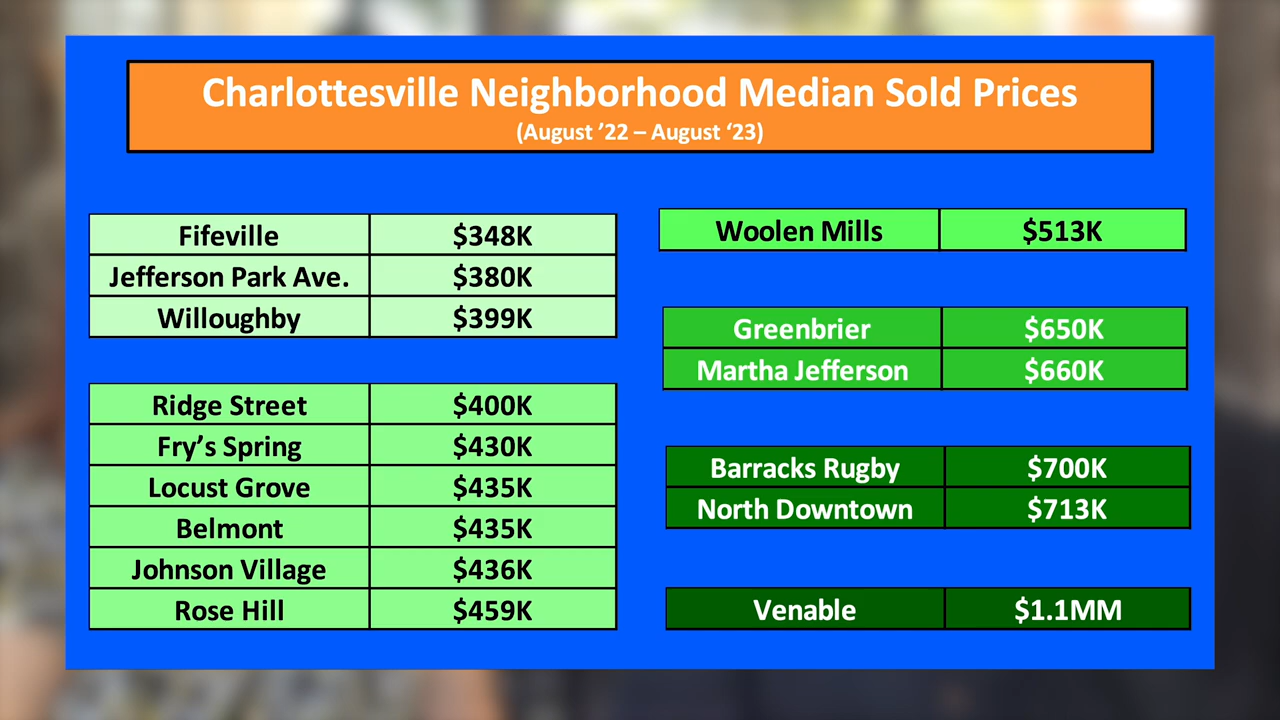 Charlottesville Neighborhood Median Sold Prices
(August ’22 – August ‘23)
Fifeville $348K
Jefferson Park Ave. $380K
Willoughby $399K
Ridge Street $400K
Fry’s Spring $430K
Locust Grove $435K
Belmont $435K
Johnson Village $436K
Rose Hill $459K
Woolen Mills $513K
Greenbrier $650K
Martha Jefferson $660K
Barracks Rugby $700K
North Downtown $713K
Venable $1.1MM